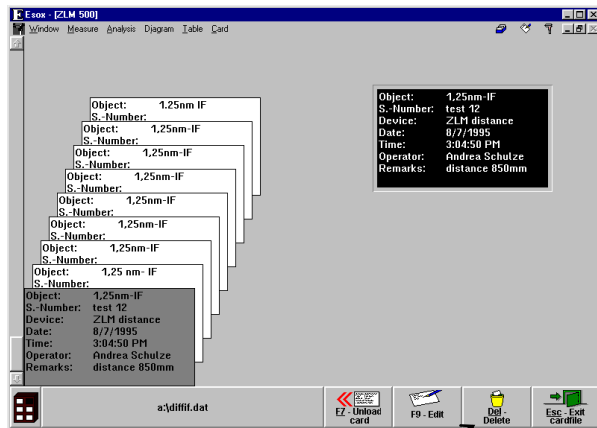 Esox - [ZLM 500]
Window Measure Analysis Djagram Table Card
Object: 1,25nm IF
S.-Number:
Object: 1,25nm-IF
S.-Number:
Object: 1,25nm-IF
S.-Number:
Object: 1,25nm-IF
S.-Number:
Object: 1,25nm-IF
S.-Number:
Object: 1,25nm-IF
S.-Number:
Object: 1,25nm-IF
S.-Number:
Object: 1,25 nm- IF
S.-Number:
Object: 1,25nm-IF
S.-Number: test 12
Device: ZLM distance
Date: 8/7/1995
Time: 3:04:50 PM
Operator: Andrea Schulze
Remarks: distance 850mm
Object: 1,25nm-IF
S.-Number: test 12
Device: ZLM distance
Date: 8/7/1995
Time: 3:04:50 PM
Operator: Andrea Schulze
Remarks: distance 850mm
a:\diffif.dat
F7 - Unload
card
F9 - Edit
Del -
Delete
Esc - Exit
cardfile